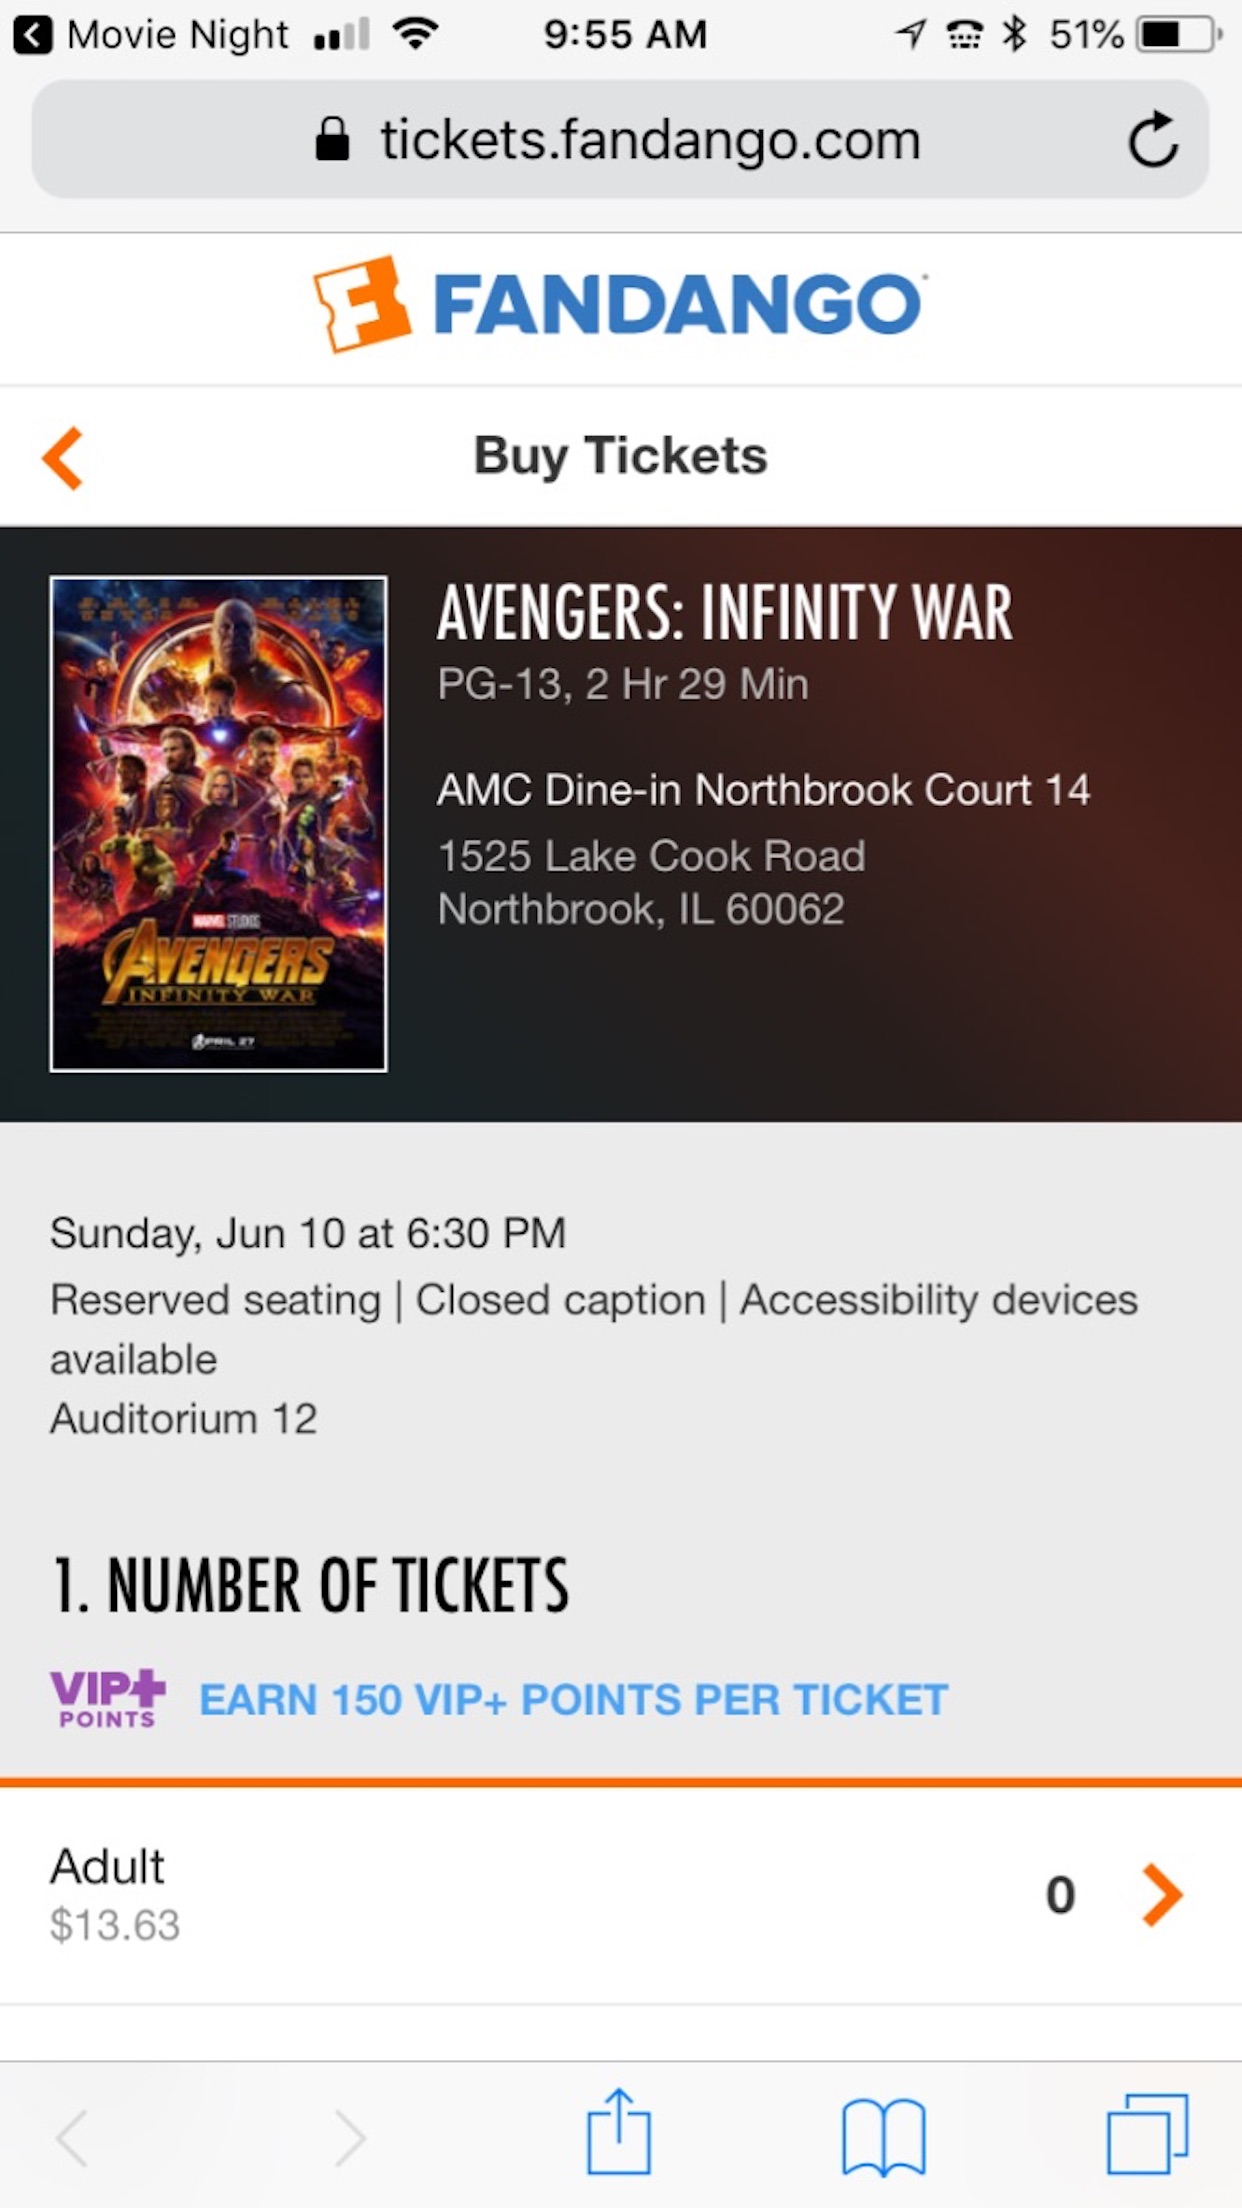 Movie Night 9:55 AM 51%
tickets.fandango.com
FANDANGO
Buy Tickets
AVENGERS: INFINITY WAR
PG-13, 2 Hr 29 Min
AMC Dine-in Northbrook Court 14
1525 Lake Cook Road
Northbrook, IL 60062
MARVEL STUDIOS
AVENGERS
INFINITY WAR
APRIL 27
Sunday, Jun 10 at 6:30 PM
Reserved seating | Closed caption | Accessibility devices
available
Auditorium 12
1. NUMBER OF TICKETS
VIP+
POINTS
EARN 150 VIP+ POINTS PER TICKET
Adult
0
$13.63